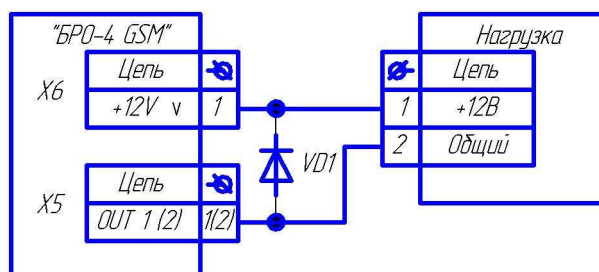 "БРО-4 GSM"
Нагрузка
X6
Цепь
+12V v 1
X5
Цепь
OUT 1 (2) 1(2)
VD1
Цепь
1 +12В
2 Общий